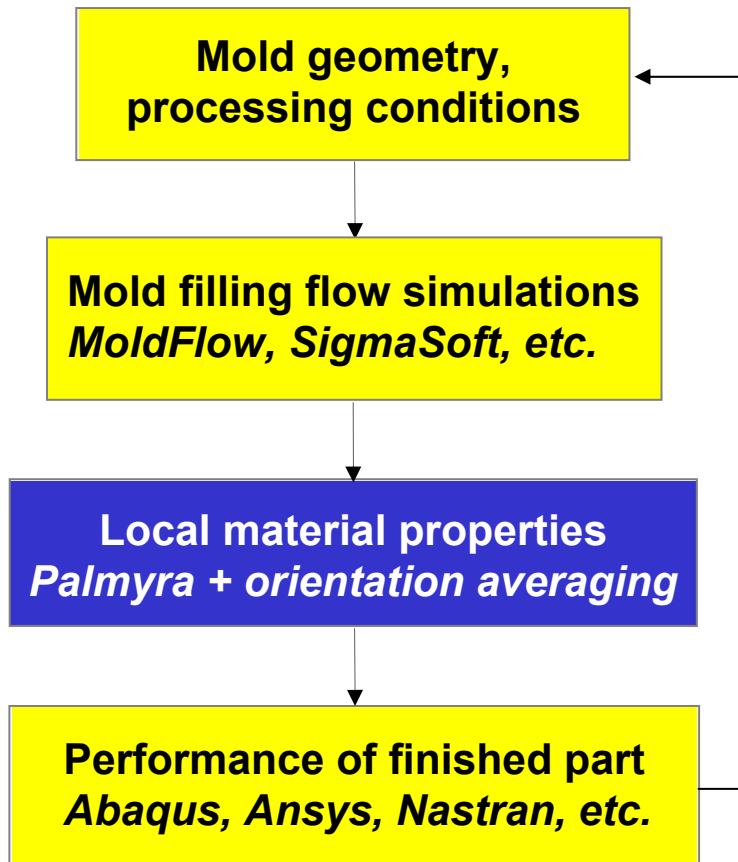 Mold geometry,
processing conditions
Mold filling flow simulations
MoldFlow, SigmaSoft, etc.
Local material properties
Palmyra + orientation averaging
Performance of finished part
Abaqus, Ansys, Nastran, etc.